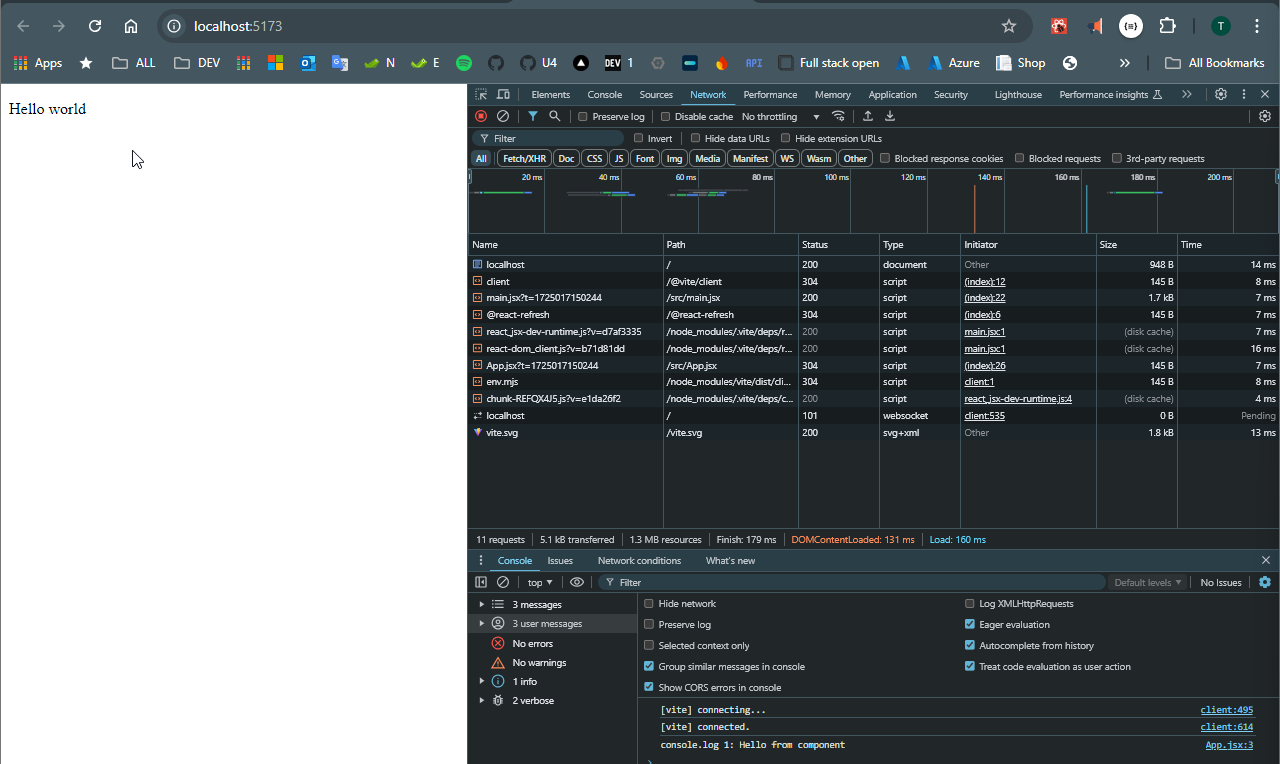 localhost:5173
T
Apps ALL DEV N E U4 DEV 1 API Full stack open Azure Shop » All Bookmarks
Hello world
Elements Console Sources Network Performance Memory Application Security Lighthouse Performance insights »
Preserve log Disable cache No throttling
Filter Invert Hide data URLs Hide extension URLs
All Fetch/XHR Doc CSS JS Font Img Media Manifest WS Wasm Other Blocked response cookies Blocked requests 3rd-party requests
20 ms 40 ms 60 ms 80 ms 100 ms 120 ms 140 ms 160 ms 180 ms 200 ms
Name Path Status Type Initiator Size Time
localhost / 200 document Other 948 B 14 ms
client /@vite/client 304 script (index):12 145 B 8 ms
main.jsx?t=1725017150244 /src/main.jsx 200 script (index):22 1.7 kB 7 ms
@react-refresh /@react-refresh 304 script (index):6 145 B 7 ms
react_jsx-dev-runtime.js?v=d7af3335 /node_modules/.vite/deps/r... 200 script main.jsx:1 (disk cache) 7 ms
react-dom_client.js?v=b71d81dd /node_modules/.vite/deps/r... 200 script main.jsx:1 (disk cache) 16 ms
App.jsx?t=1725017150244 /src/App.jsx 304 script (index):26 145 B 7 ms
env.mjs /node_modules/vite/dist/cli... 304 script client:1 145 B 8 ms
chunk-REFQX4J5.js?v=e1da26f2 /node_modules/.vite/deps/c... 200 script react_jsx-dev-runtime.js:4 (disk cache) 4 ms
localhost / 101 websocket client:535 0 B Pending
vite.svg /vite.svg 200 svg+xml Other 1.8 kB 13 ms
11 requests 5.1 kB transferred 1.3 MB resources Finish: 179 ms DOMContentLoaded: 131 ms Load: 160 ms
Console Issues Network conditions What's new
top Filter Default levels No Issues
3 messages
3 user messages
No errors
No warnings
1 info
2 verbose
Hide network Log XMLHttpRequests
Preserve log Eager evaluation
Selected context only Autocomplete from history
Group similar messages in console Treat code evaluation as user action
Show CORS errors in console
[vite] connecting... client:495
[vite] connected. client:614
console.log 1: Hello from component App.jsx:3